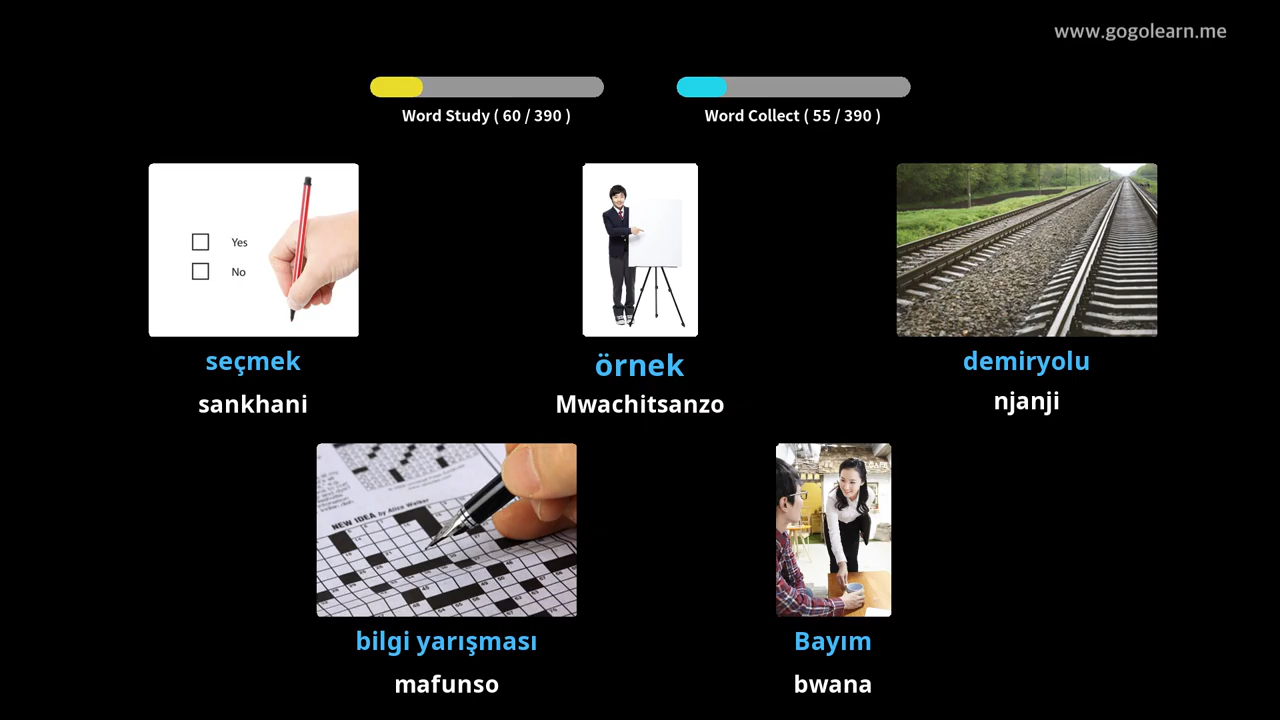 www.gogolearn.me
Word Study ( 60 / 390 )
Word Collect ( 55 / 390 )
Yes
No
seçmek
sankhani
örnek
Mwachitsanzo
demiryolu
njanji
NEW IDEA by Alice Walker
bilgi yarışması
mafunso
Bayım
bwana